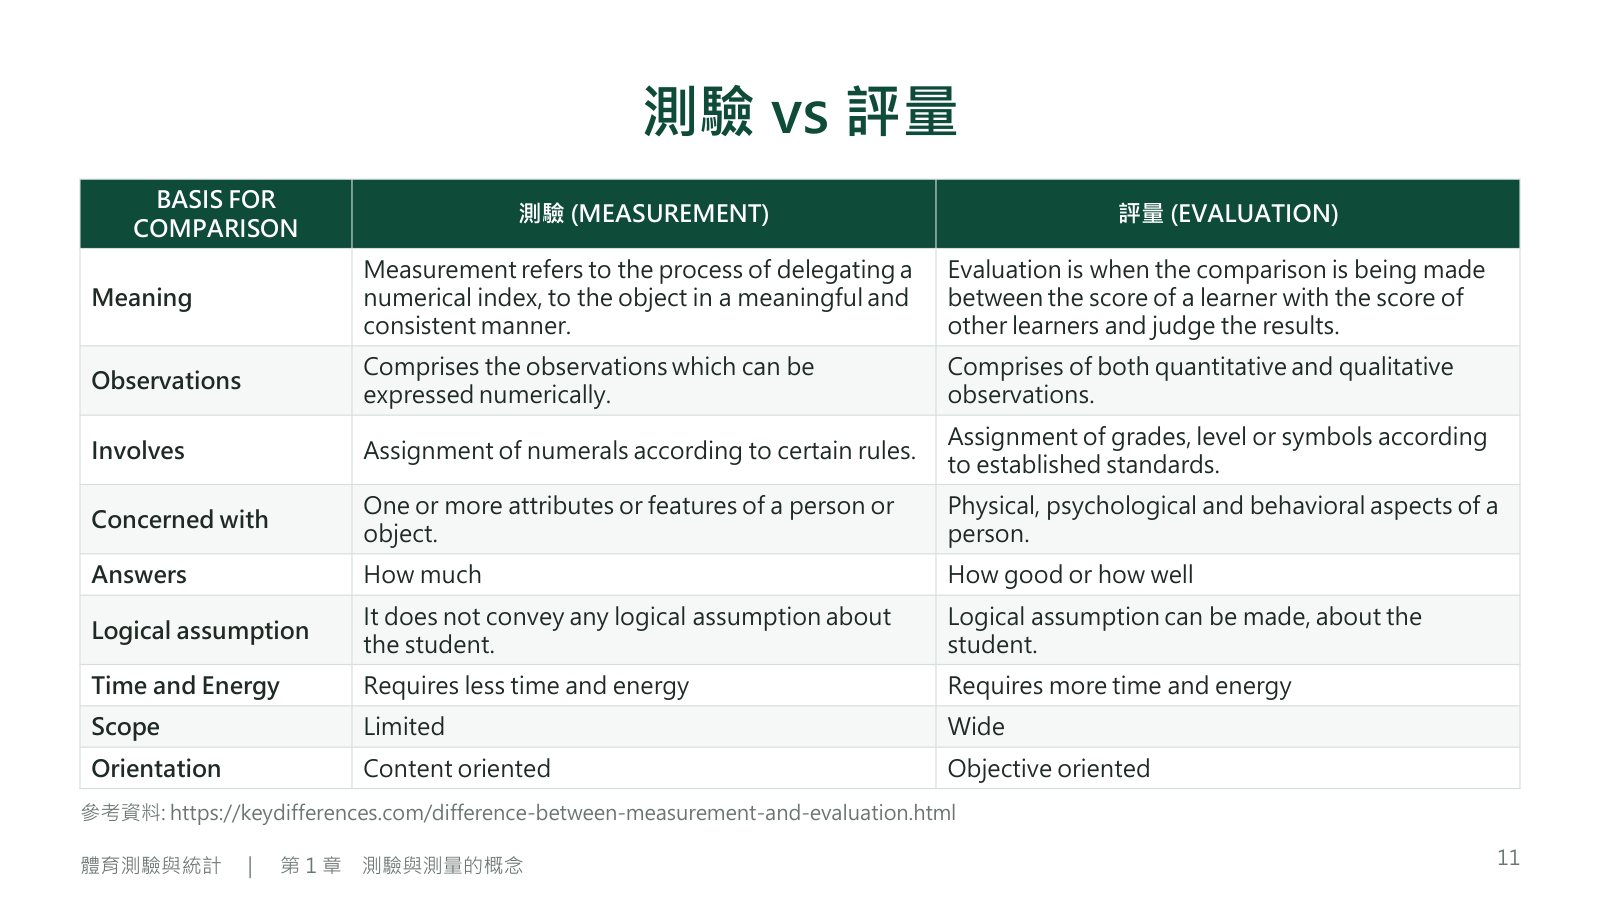 測驗 vs 評量
BASIS FOR
COMPARISON
測驗 (MEASUREMENT)
評量 (EVALUATION)
Meaning
Measurement refers to the process of delegating a
numerical index, to the object in a meaningful and
consistent manner.
Evaluation is when the comparison is being made
between the score of a learner with the score of
other learners and judge the results.
Observations
Comprises the observations which can be
expressed numerically.
Comprises of both quantitative and qualitative
observations.
Involves
Assignment of numerals according to certain rules.
Assignment of grades, level or symbols according
to established standards.
Concerned with
One or more attributes or features of a person or
object.
Physical, psychological and behavioral aspects of a
person.
Answers
How much
How good or how well
Logical assumption
It does not convey any logical assumption about
the student.
Logical assumption can be made, about the
student.
Time and Energy
Requires less time and energy
Requires more time and energy
Scope
Limited
Wide
Orientation
Content oriented
Objective oriented
參考資料: https://keydifferences.com/difference-between-measurement-and-evaluation.html
體育測驗與統計 | 第 1 章 測驗與測量的概念
11